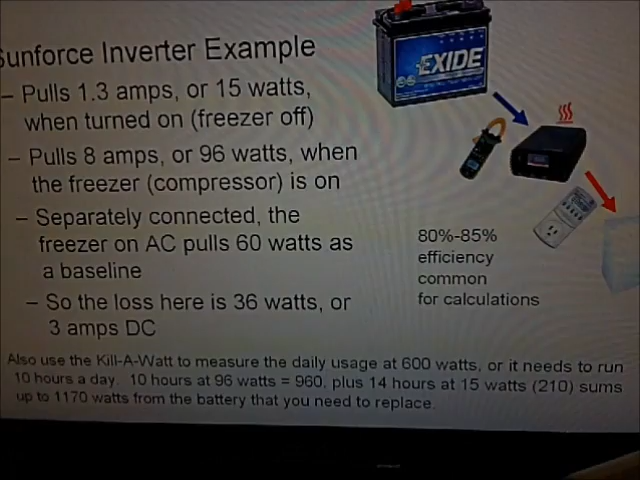 Sunforce Inverter Example
– Pulls 1.3 amps, or 15 watts,
when turned on (freezer off)
– Pulls 8 amps, or 96 watts, when
the freezer (compressor) is on
– Separately connected, the
freezer on AC pulls 60 watts as
a baseline
– So the loss here is 36 watts, or
3 amps DC
EXIDE
80%-85%
efficiency
common
for calculations
Also use the Kill-A-Watt to measure the daily usage at 600 watts, or it needs to run
10 hours a day. 10 hours at 96 watts = 960, plus 14 hours at 15 watts (210) sums
up to 1170 watts from the battery that you need to replace.